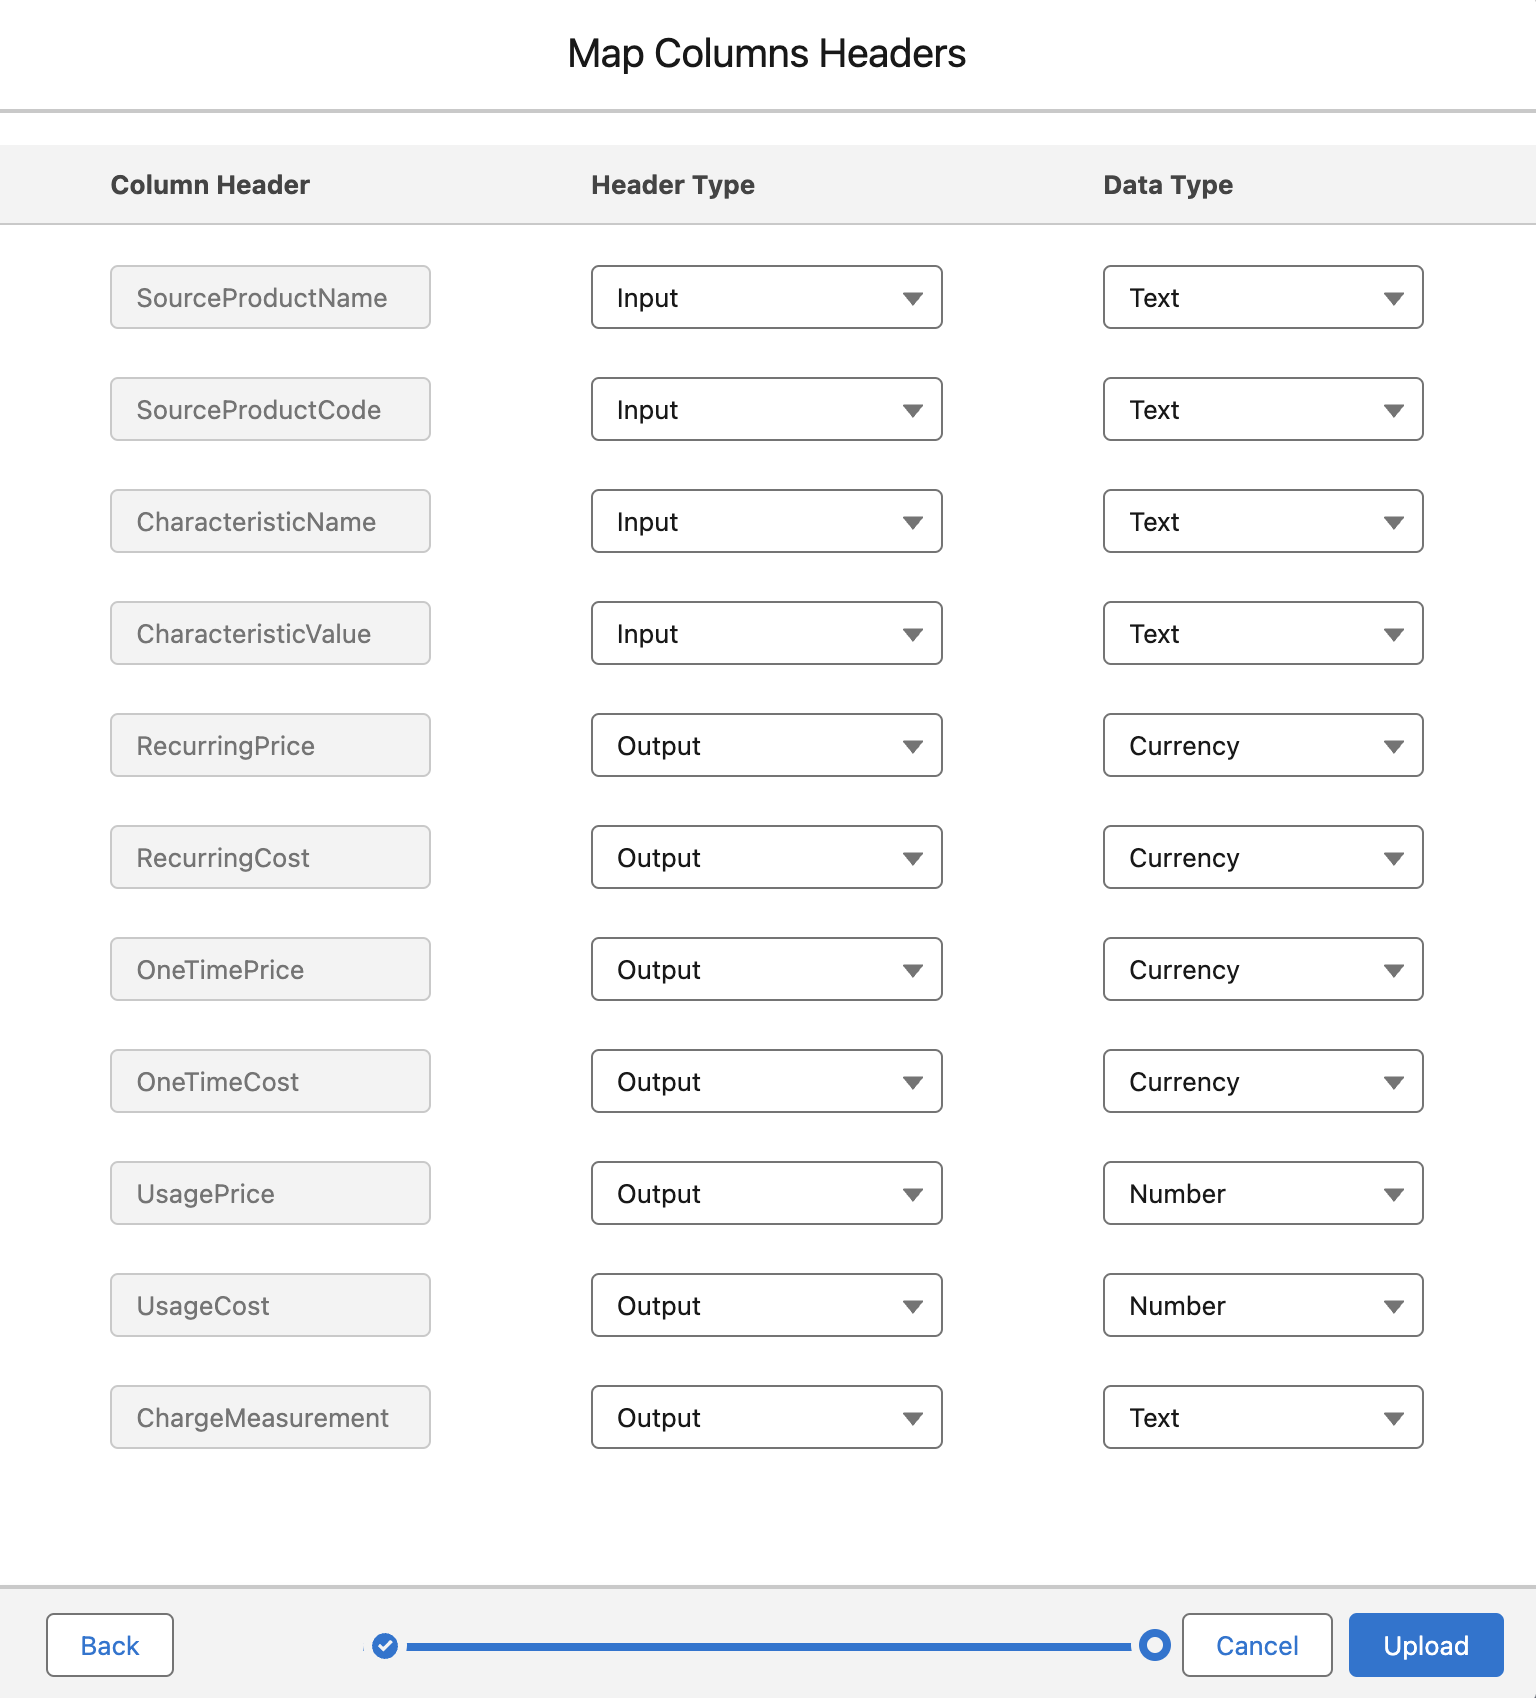 Map Columns Headers
Column Header Header Type Data Type
SourceProductName Input Text
SourceProductCode Input Text
CharacteristicName Input Text
CharacteristicValue Input Text
RecurringPrice Output Currency
RecurringCost Output Currency
OneTimePrice Output Currency
OneTimeCost Output Currency
UsagePrice Output Number
UsageCost Output Number
ChargeMeasurement Output Text
Back Cancel Upload